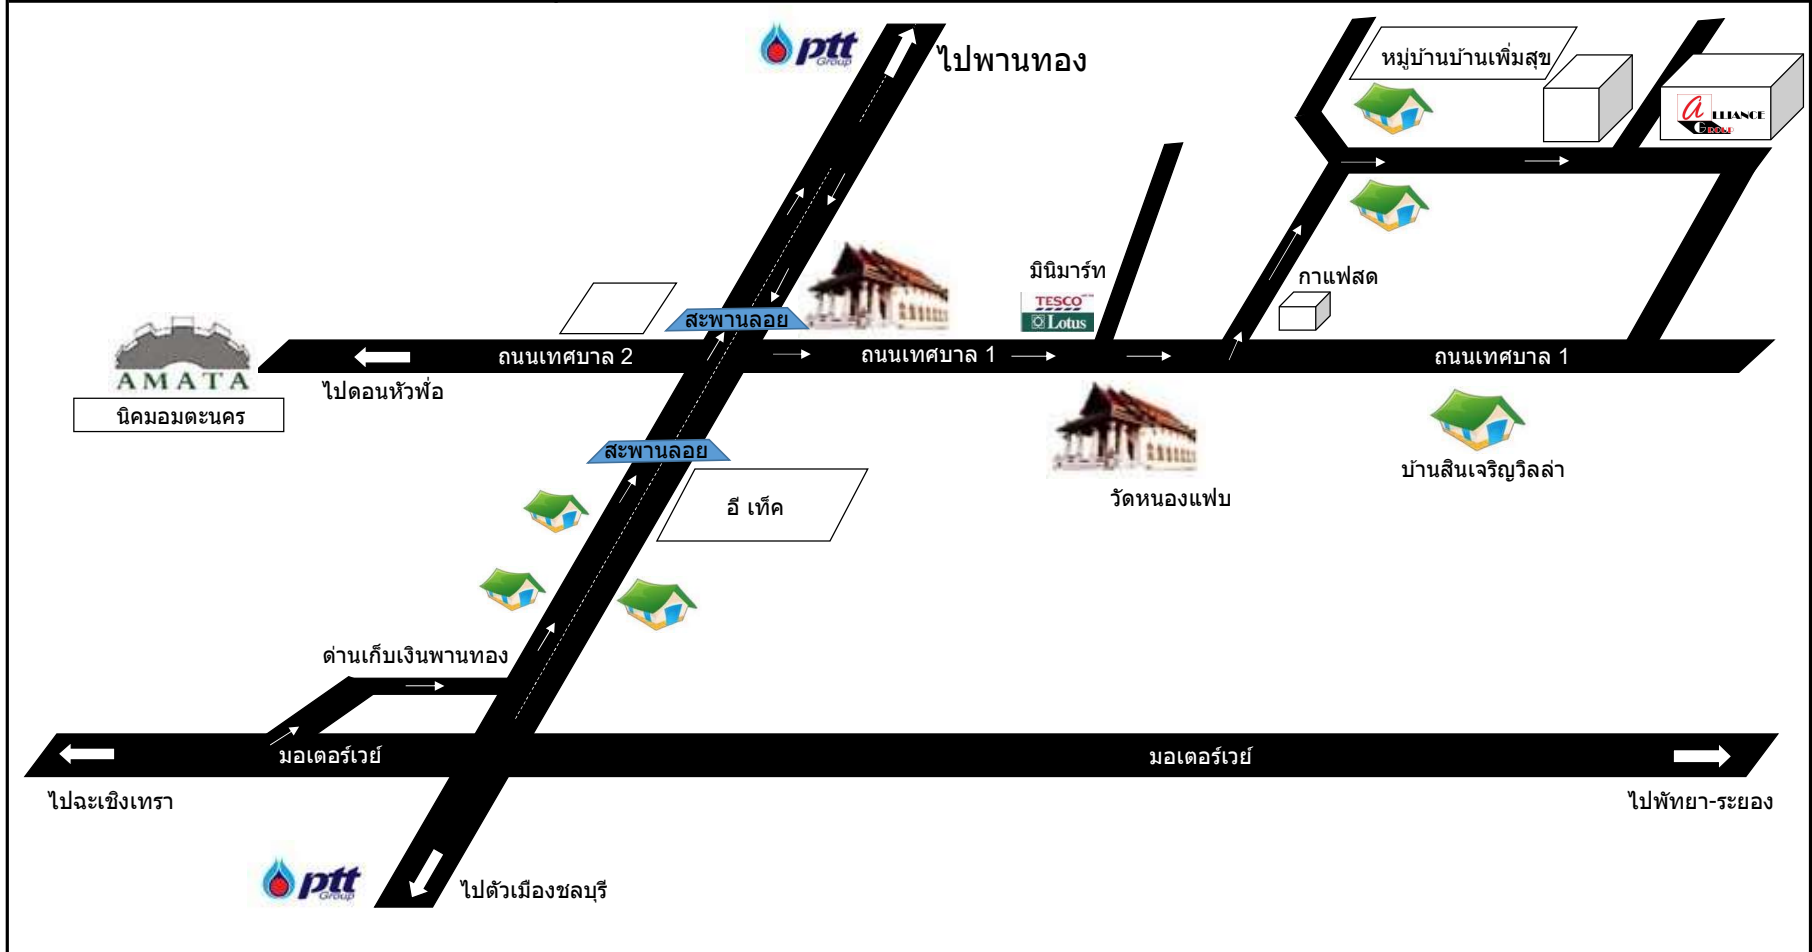 ptt
Group
ไปพานทอง
หมู่บ้านบ้านเพิ่มสุข
a LLIANCE
GROUP
มินิมาร์ท
TESCO
Lotus
กาแฟสด
สะพานลอย
AMATA
นิคมอมตะนคร
ถนนเทศบาล 2
ถนนเทศบาล 1
ถนนเทศบาล 1
ไปดอนหัวฬ่อ
สะพานลอย
อี เท็ค
วัดหนองแฟบ
บ้านสินเจริญวิลล่า
ด่านเก็บเงินพานทอง
มอเตอร์เวย์
มอเตอร์เวย์
ไปฉะเชิงเทรา
ไปพัทยา-ระยอง
ptt
Group
ไปตัวเมืองชลบุรี